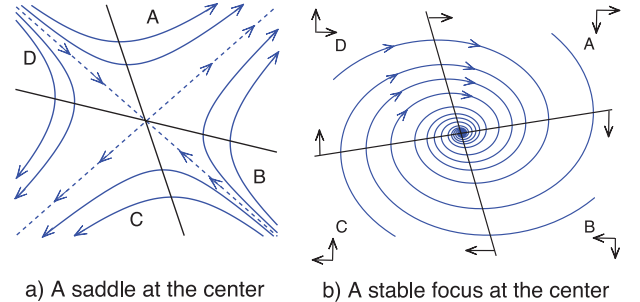 A
D
B
C
a) A saddle at the center
D
A
C
B
b) A stable focus at the center